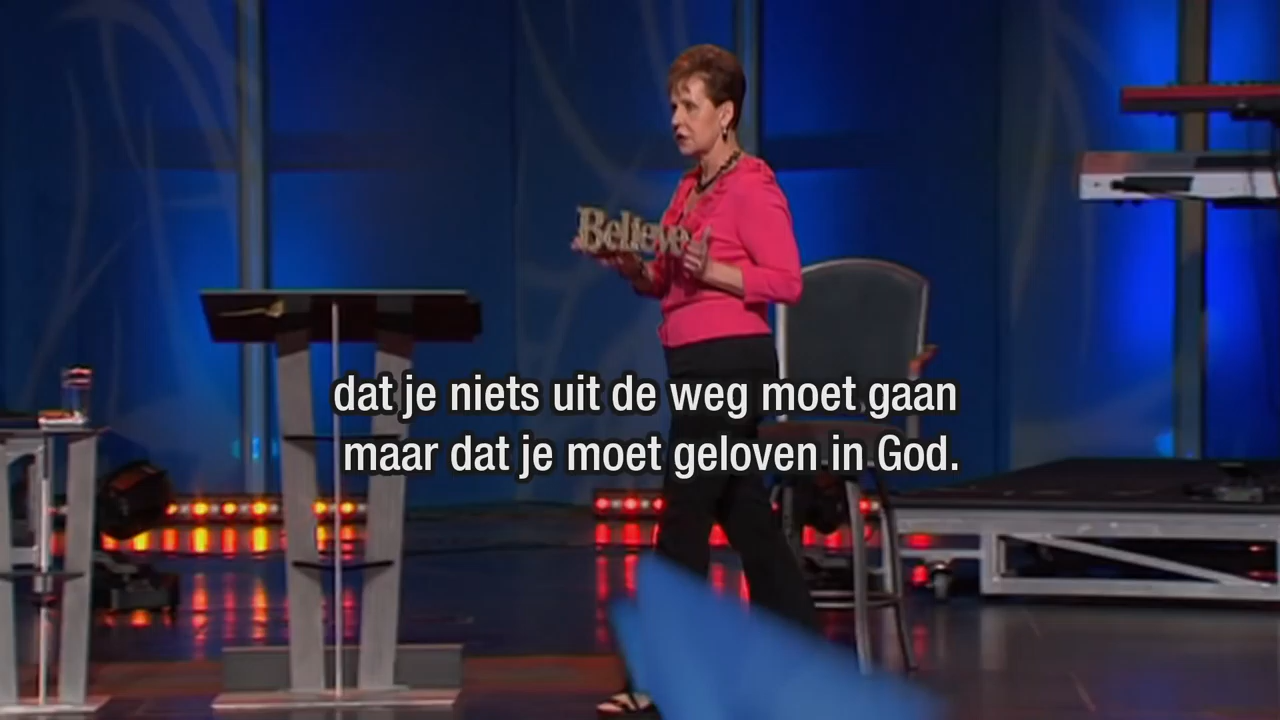 Believe
dat je niets uit de weg moet gaan
maar dat je moet geloven in God.